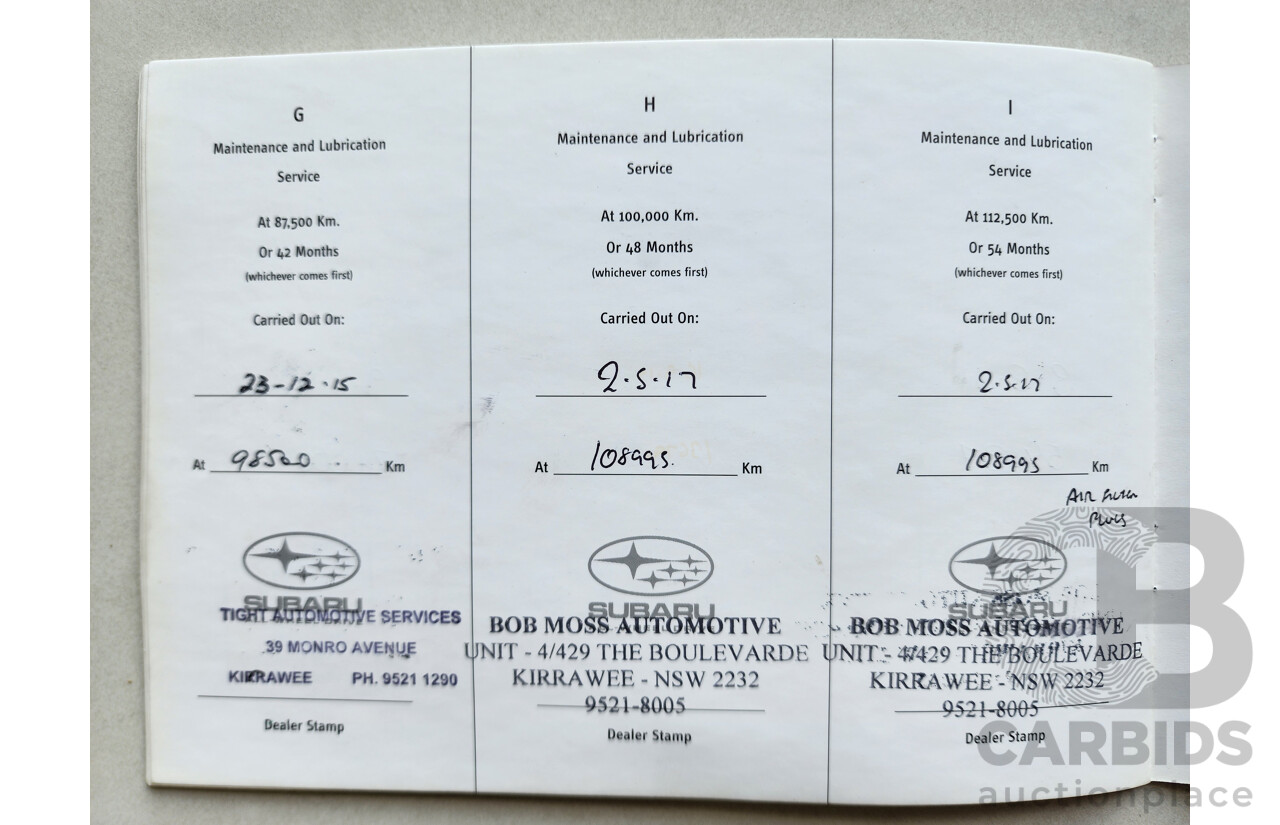 G
Maintenance and Lubrication
Service
At 87,500 Km.
Or 42 Months
(whichever comes first)
Carried Out On:
23-12-15
At 98500 Km
SUBARU
TIGHT AUTOMOTIVE SERVICES
39 MONRO AVENUE
KIRRAWEE PH. 9521 1290
Dealer Stamp
H
Maintenance and Lubrication
Service
At 100,000 Km.
Or 48 Months
(whichever comes first)
Carried Out On:
2.5.17
At 108995 Km
SUBARU
BOB MOSS AUTOMOTIVE
UNIT - 4/429 THE BOULEVARDE
KIRRAWEE - NSW 2232
9521-8005
Dealer Stamp
I
Maintenance and Lubrication
Service
At 112,500 Km.
Or 54 Months
(whichever comes first)
Carried Out On:
2.5.17
At 108995 Km
AIR FILTER
PLUGS
SUBARU
BOB MOSS AUTOMOTIVE
UNIT - 4/429 THE BOULEVARDE
KIRRAWEE - NSW 2232
9521-8005
Dealer Stamp
B
CARBIDS
auctionplace